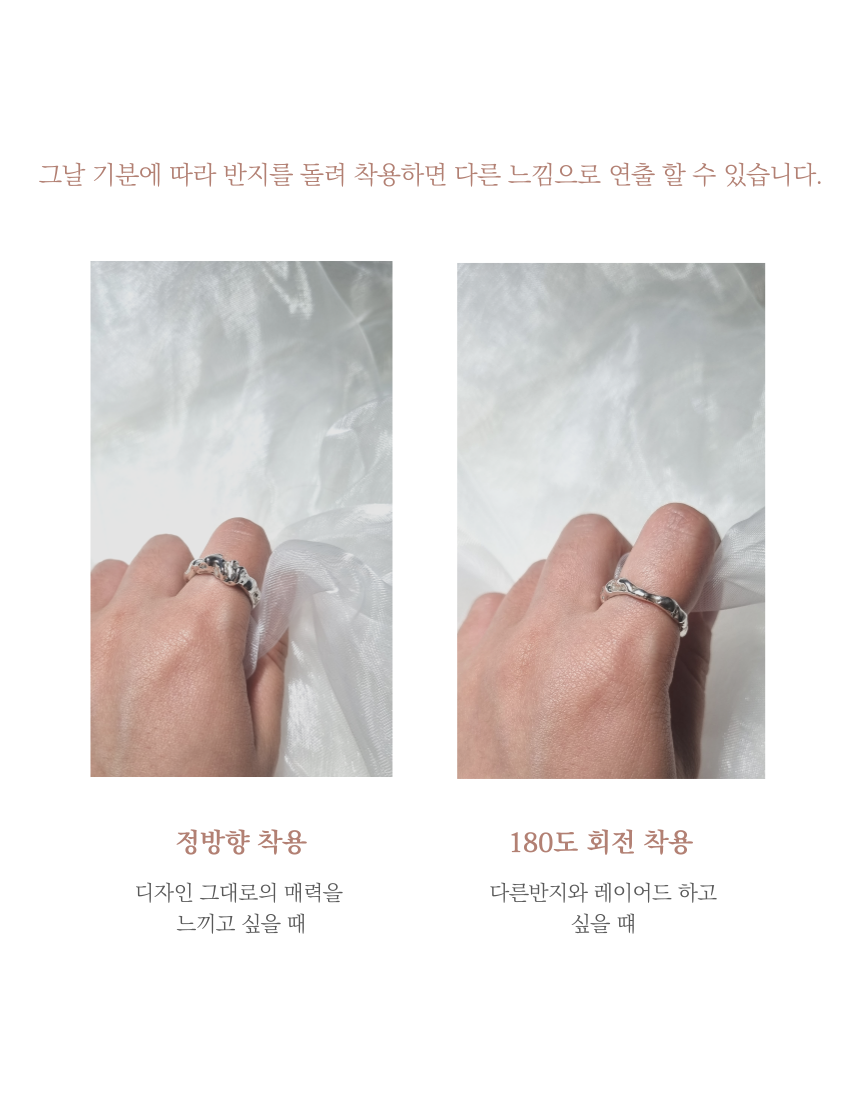 그날 기분에 따라 반지를 돌려 착용하면 다른 느낌으로 연출 할 수 있습니다.
정방향 착용
디자인 그대로의 매력을
느끼고 싶을 때
180도 회전 착용
다른반지와 레이어드 하고
싶을 떄